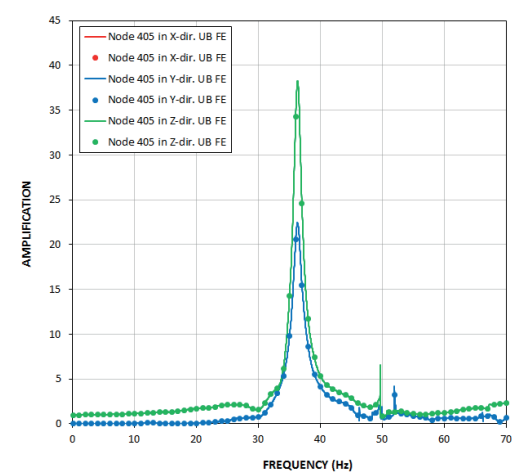 45
40
35
30
25
20
15
10
5
0
AMPLIFICATION
Node 405 in X-dir. UB FE
Node 405 in X-dir. UB FE
Node 405 in Y-dir. UB FE
Node 405 in Y-dir. UB FE
Node 405 in Z-dir. UB FE
Node 405 in Z-dir. UB FE
0 10 20 30 40 50 60 70
FREQUENCY (Hz)